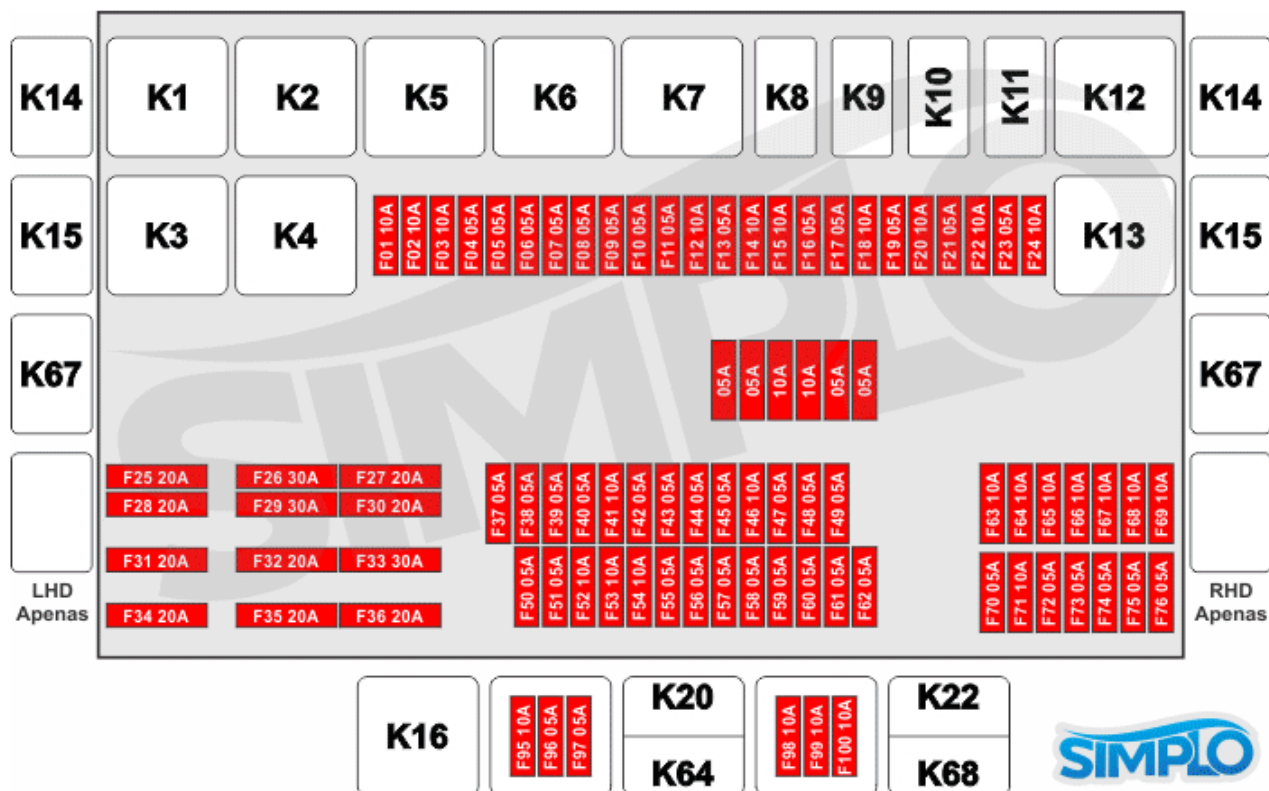 K14 K1 K2 K5 K6 K7 K8 K9 K10 K11 K12 K14
K15 K3 K4 F01 10A F02 10A F03 10A F04 05A F05 05A F06 05A F07 05A F08 05A F09 05A F10 05A F11 05A F12 10A F13 05A F14 10A F15 10A F16 05A F17 05A F18 10A F19 05A F20 10A F21 05A F22 10A F23 05A F24 10A K13 K15
K67 05A 05A 10A 10A 05A 05A K67
SIMPLO
F25 20A F26 30A F27 20A
F28 20A F29 30A F30 20A
F31 20A F32 20A F33 30A
F34 20A F35 20A F36 20A
F37 05A F38 05A F39 05A F40 05A F41 10A F42 05A F43 05A F44 05A F45 05A F46 10A F47 05A F48 05A F49 05A
F50 05A F51 05A F52 10A F53 10A F54 10A F55 05A F56 05A F57 05A F58 05A F59 05A F60 05A F61 05A F62 05A
F63 10A F64 10A F65 10A F66 10A F67 10A F68 10A F69 10A
F70 05A F71 10A F72 05A F73 05A F74 05A F75 05A F76 05A
LHD
Apenas
RHD
Apenas
K16 F95 10A F96 05A F97 05A K20 F98 10A F99 10A F100 10A K22
K64 K68
SIMPLO